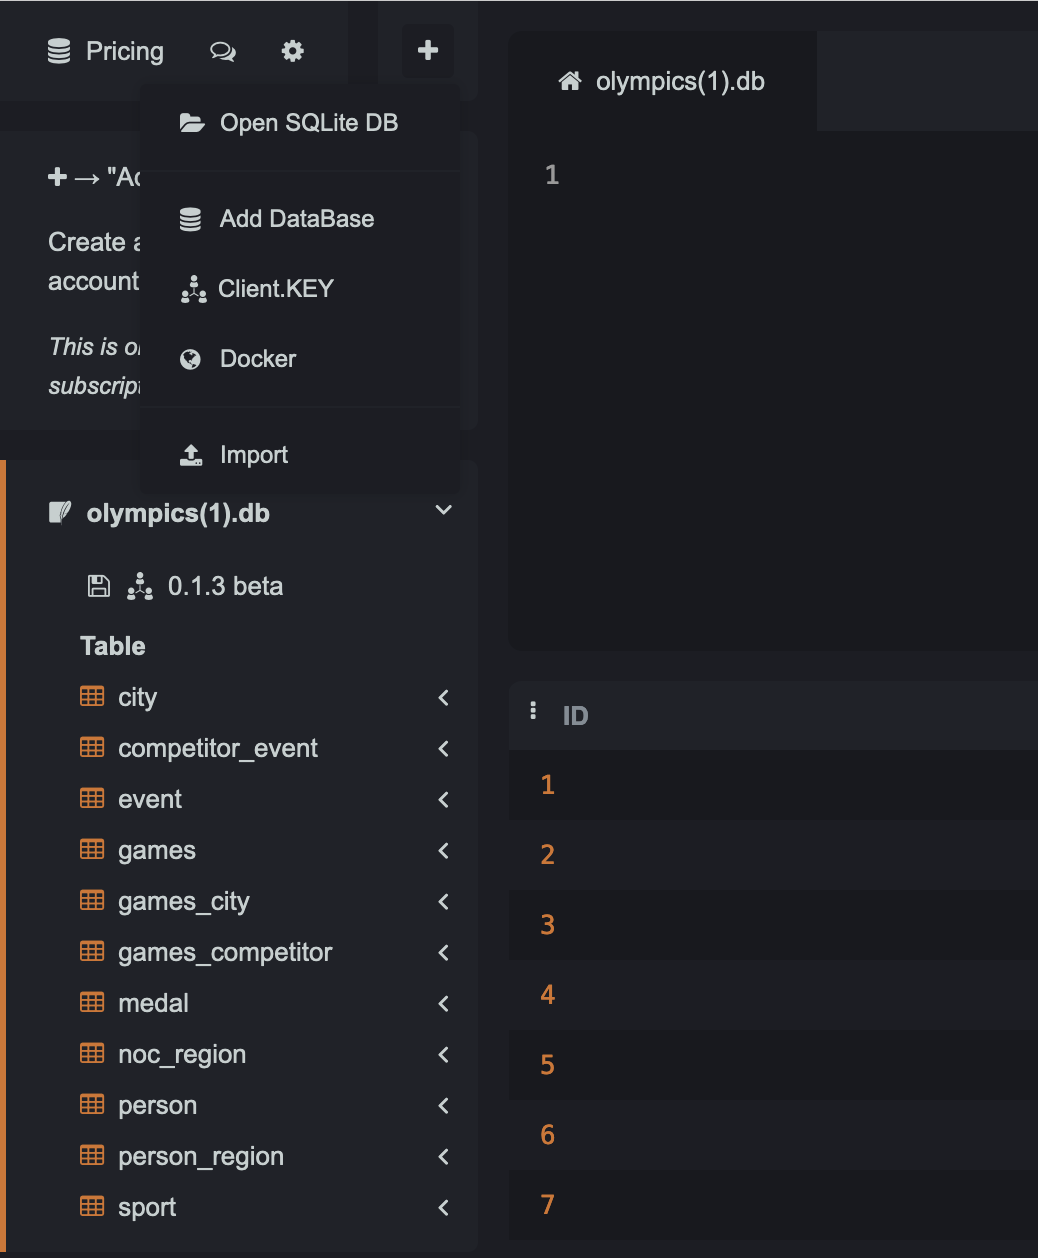 Pricing
olympics(1).db
Open SQLite DB
→ "Ad
Add DataBase
Create a
account
Client.KEY
This is o
subscript
Docker
Import
olympics(1).db
0.1.3 beta
Table
city
competitor_event
event
games
games_city
games_competitor
medal
noc_region
person
person_region
sport
1
ID
1
2
3
4
5
6
7